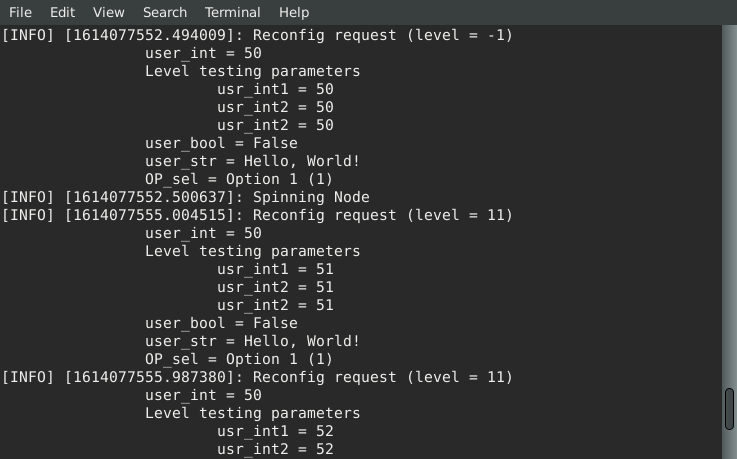 File Edit View Search Terminal Help
[INFO] [1614077552.494009]: Reconfig request (level = -1)
user_int = 50
Level testing parameters
usr_int1 = 50
usr_int2 = 50
usr_int2 = 50
user_bool = False
user_str = Hello, World!
OP_sel = Option 1 (1)
[INFO] [1614077552.500637]: Spinning Node
[INFO] [1614077555.004515]: Reconfig request (level = 11)
user_int = 50
Level testing parameters
usr_int1 = 51
usr_int2 = 51
usr_int2 = 51
user_bool = False
user_str = Hello, World!
OP_sel = Option 1 (1)
[INFO] [1614077555.987380]: Reconfig request (level = 11)
user_int = 50
Level testing parameters
usr_int1 = 52
usr_int2 = 52